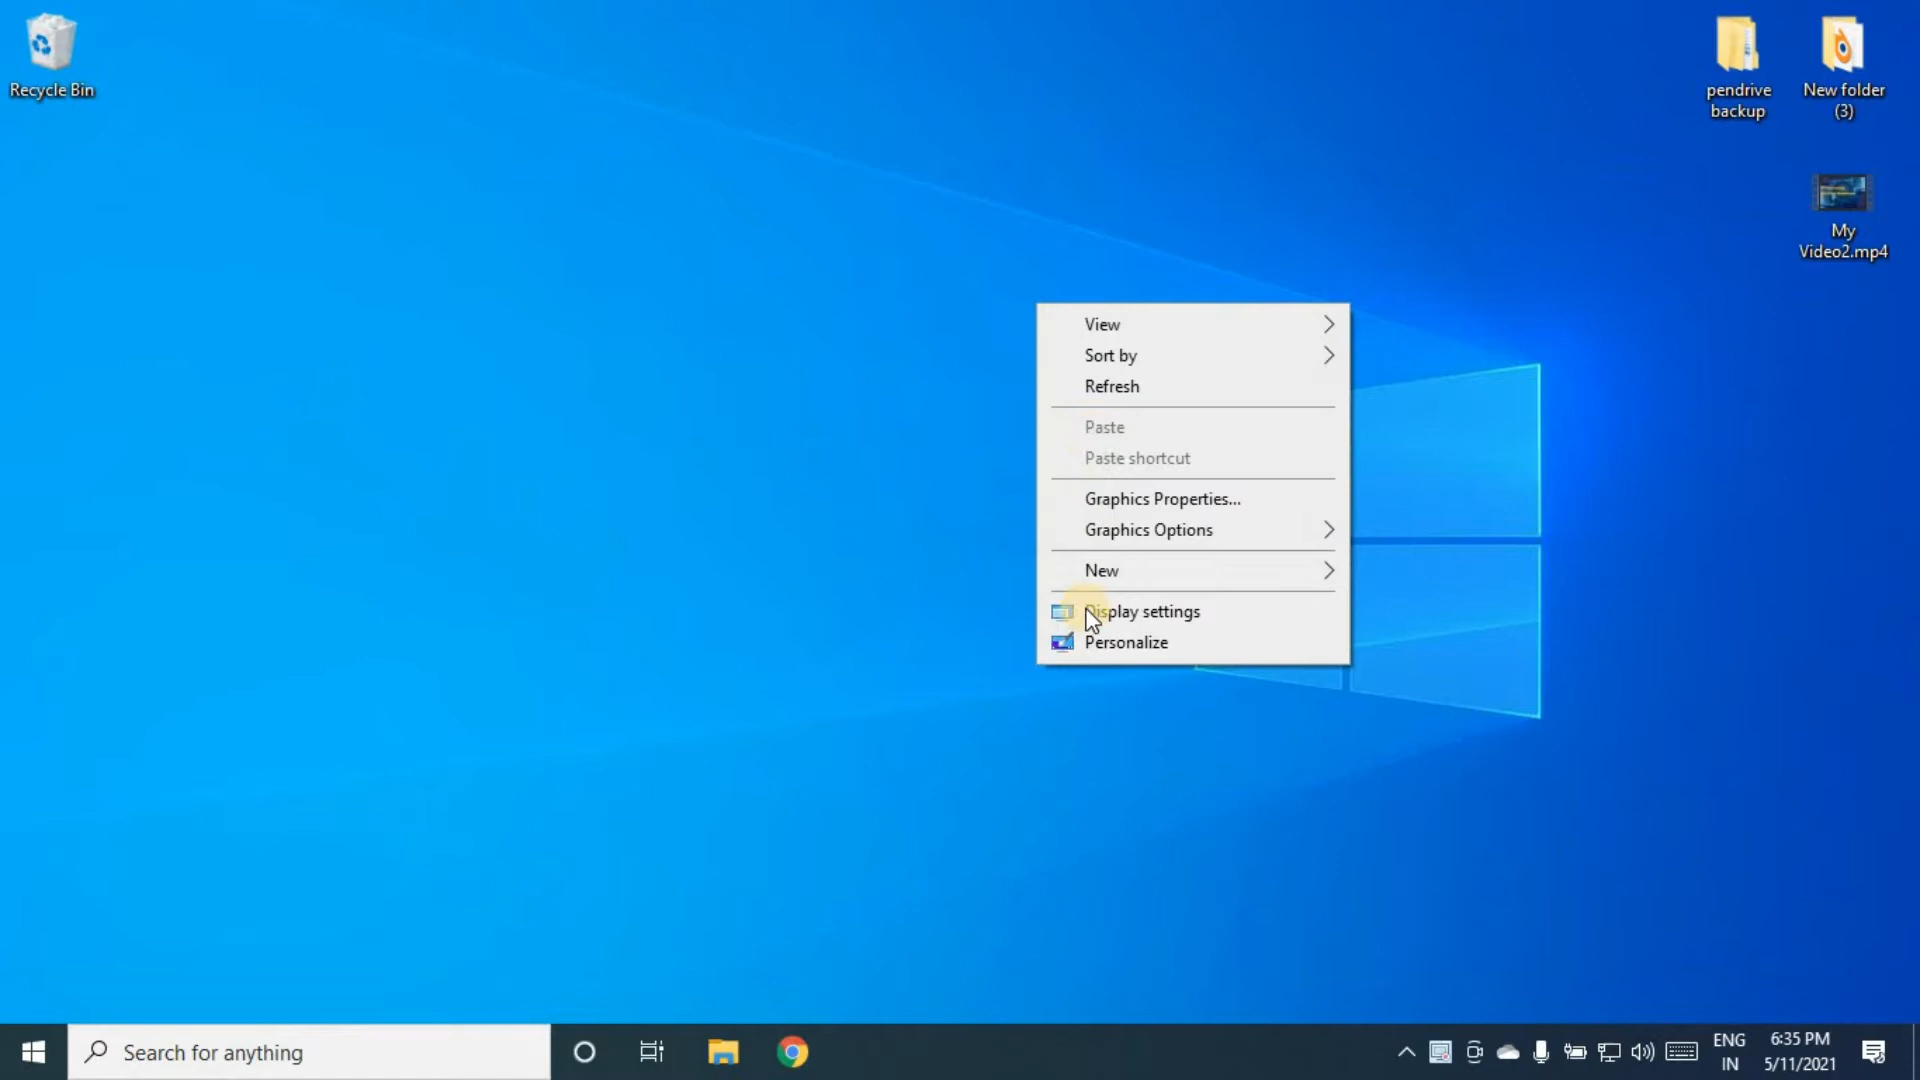 Recycle Bin
pendrive
backup
New folder
(3)
My
Video2.mp4
View
Sort by
Refresh
Paste
Paste shortcut
Graphics Properties...
Graphics Options
New
Display settings
Personalize
Search for anything
ENG
IN
6:35 PM
5/11/2021